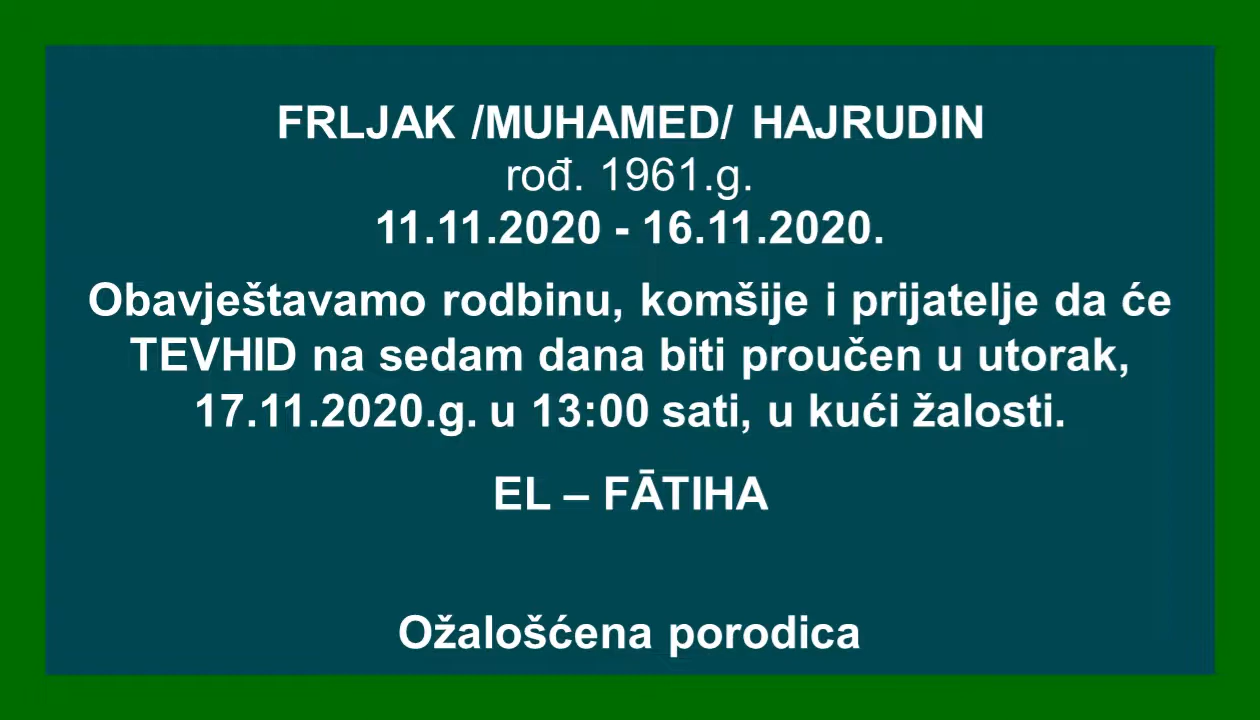 FRLJAK /MUHAMED/ HAJRUDIN
rođ. 1961.g.
11.11.2020 - 16.11.2020.
Obavještavamo rodbinu, komšije i prijatelje da će
TEVHID na sedam dana biti proučen u utorak,
17.11.2020.g. u 13:00 sati, u kući žalosti.
EL – FĀTIHA
Ožalošćena porodica